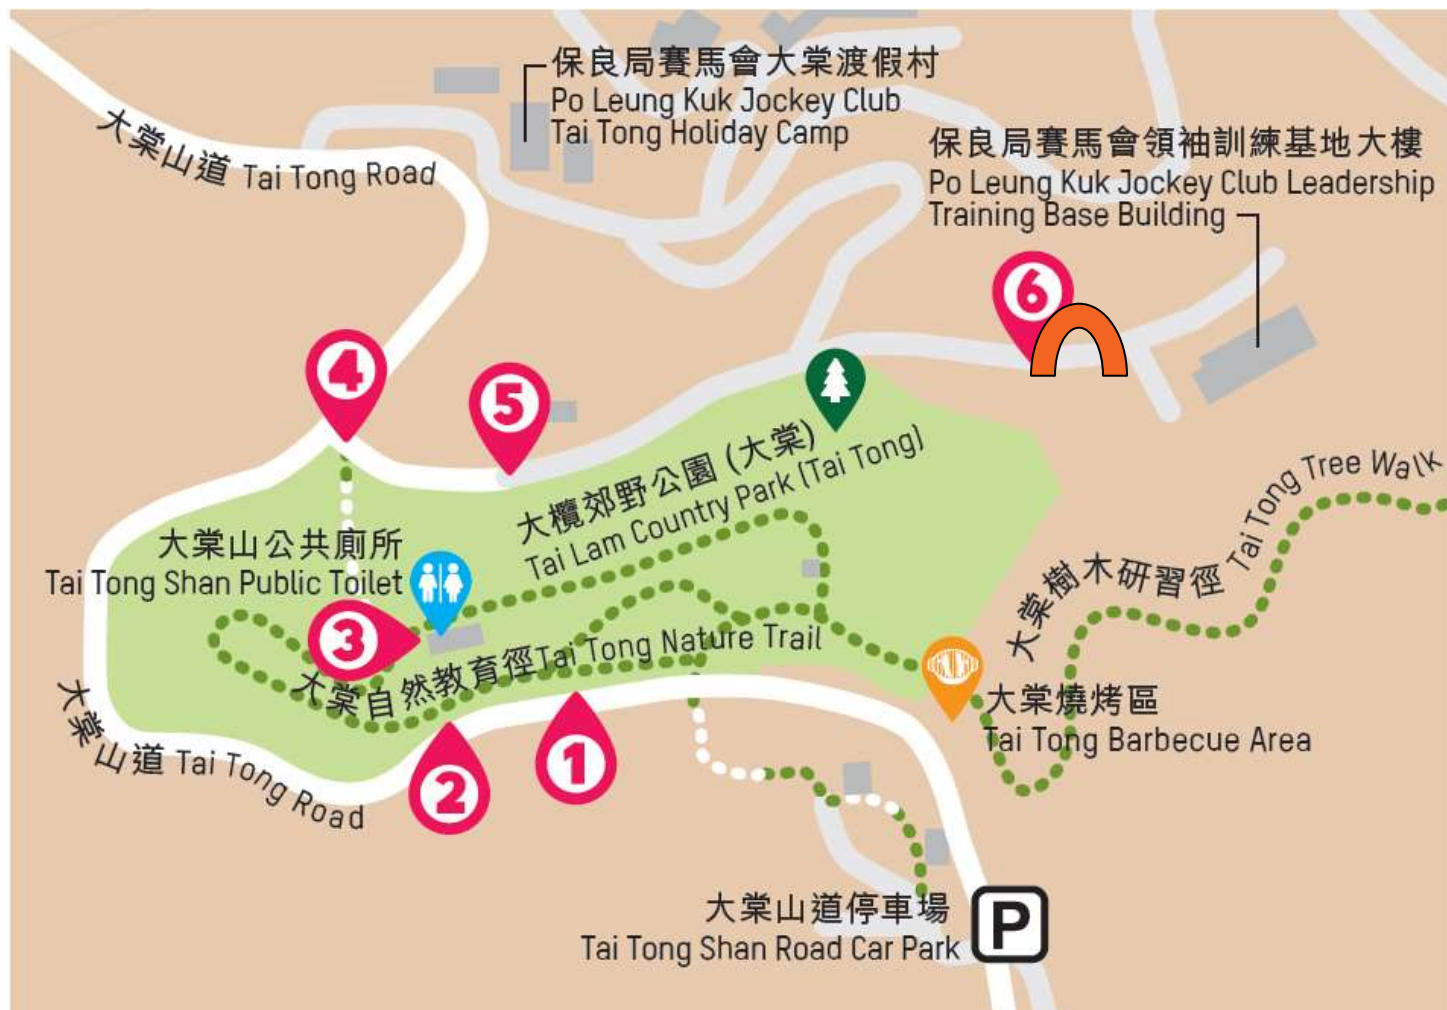 保良局賽馬會大棠渡假村
Po Leung Kuk Jockey Club
Tai Tong Holiday Camp
保良局賽馬會領袖訓練基地大樓
Po Leung Kuk Jockey Club Leadership
Training Base Building
大棠山道 Tai Tong Road
6
4
5
大欖郊野公園 (大棠)
Tai Lam Country Park (Tai Tong)
大棠樹木研習徑 Tai Tong Tree Walk
大棠山公共廁所
Tai Tong Shan Public Toilet
3
大棠自然教育徑 Tai Tong Nature Trail
大棠燒烤區
Tai Tong Barbecue Area
大棠山道 Tai Tong Road
2
1
大棠山道停車場
Tai Tong Shan Road Car Park
P